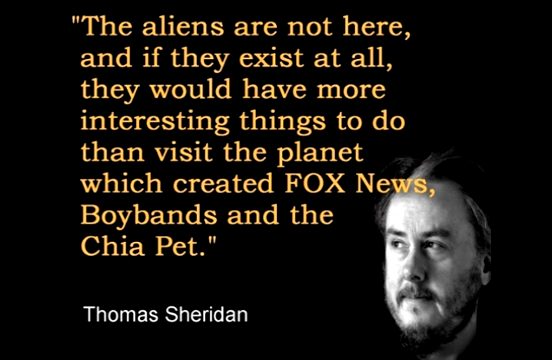 "The aliens are not here,
and if they exist at all,
they would have more
interesting things to do
than visit the planet
which created FOX News,
Boybands and the
Chia Pet."
Thomas Sheridan